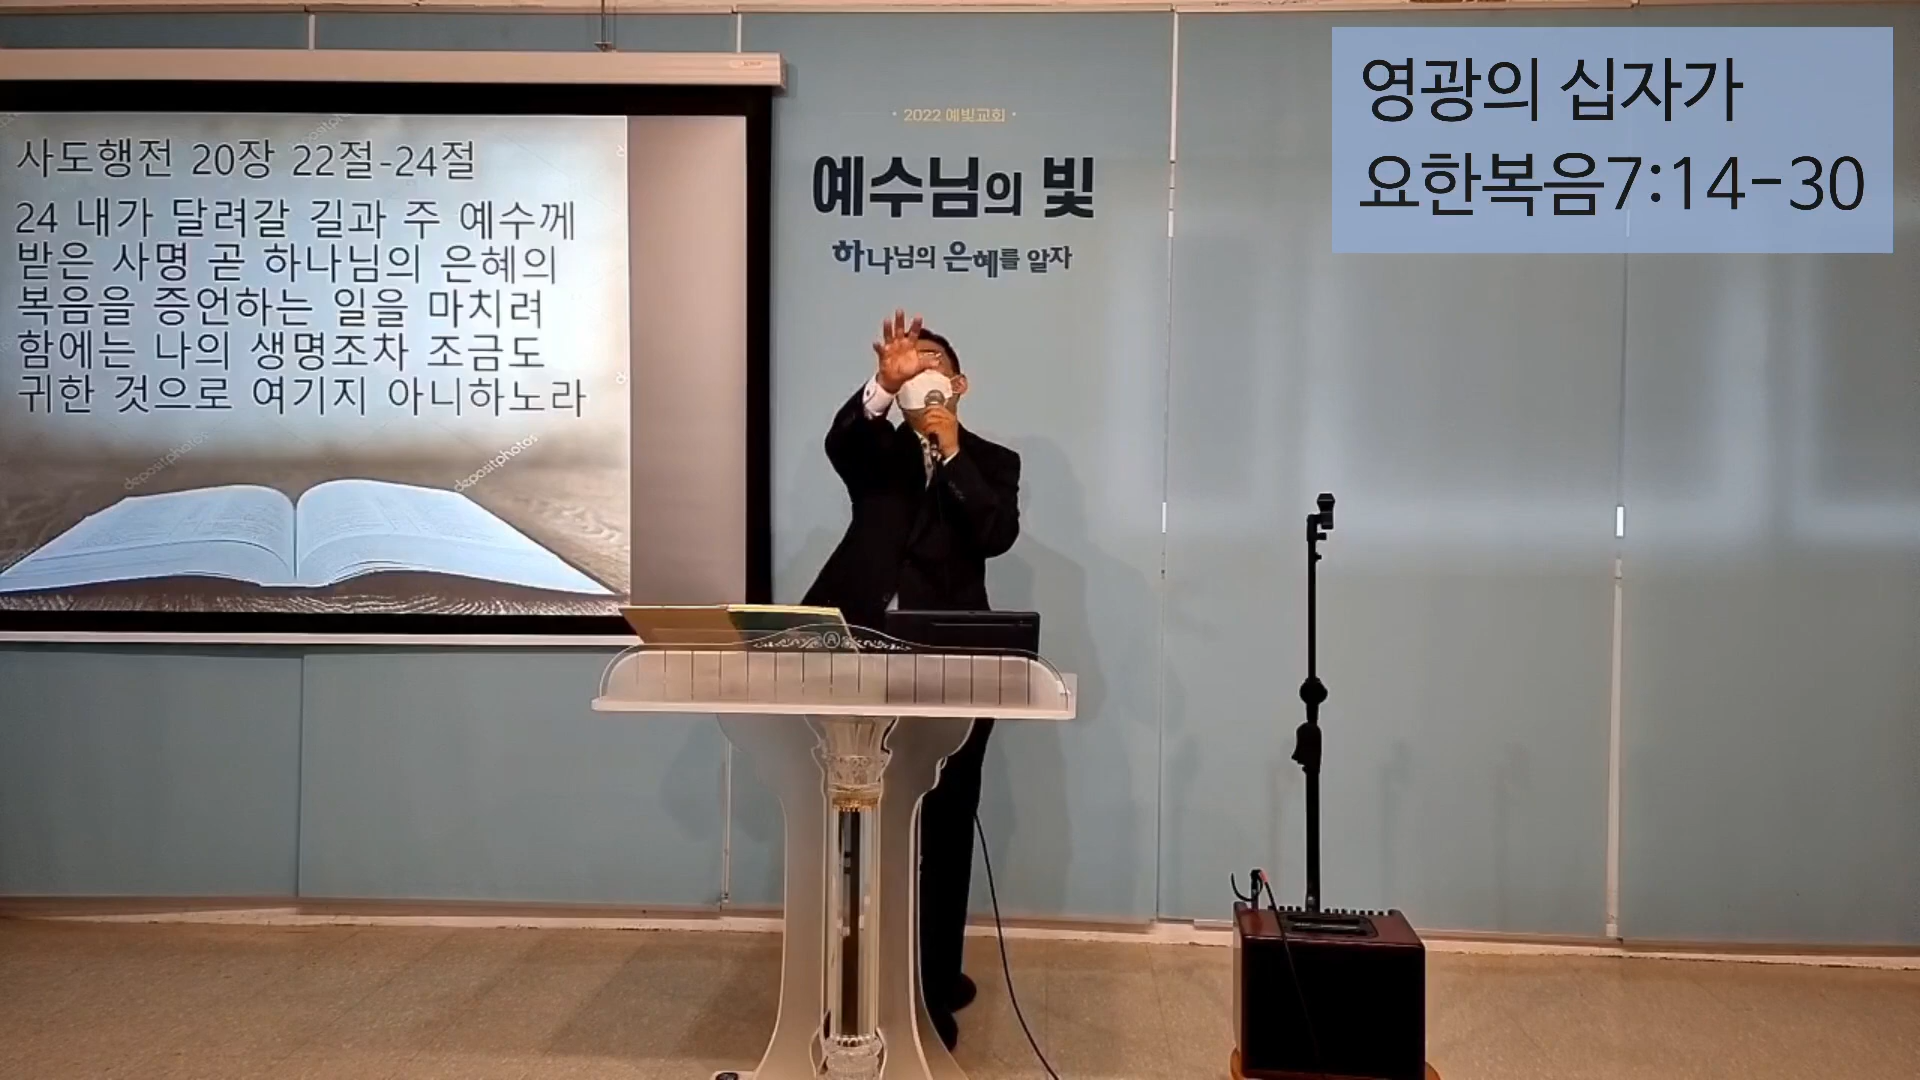 사도행전 20장 22절-24절
24 내가 달려갈 길과 주 예수께
받은 사명 곧 하나님의 은혜의
복음을 증언하는 일을 마치려
함에는 나의 생명조차 조금도
귀한 것으로 여기지 아니하노라
depositphotos
depositphotos
· 2022 예빛교회 ·
예수님의 빛
하나님의 은혜를 알자
영광의 십자가
요한복음7:14-30